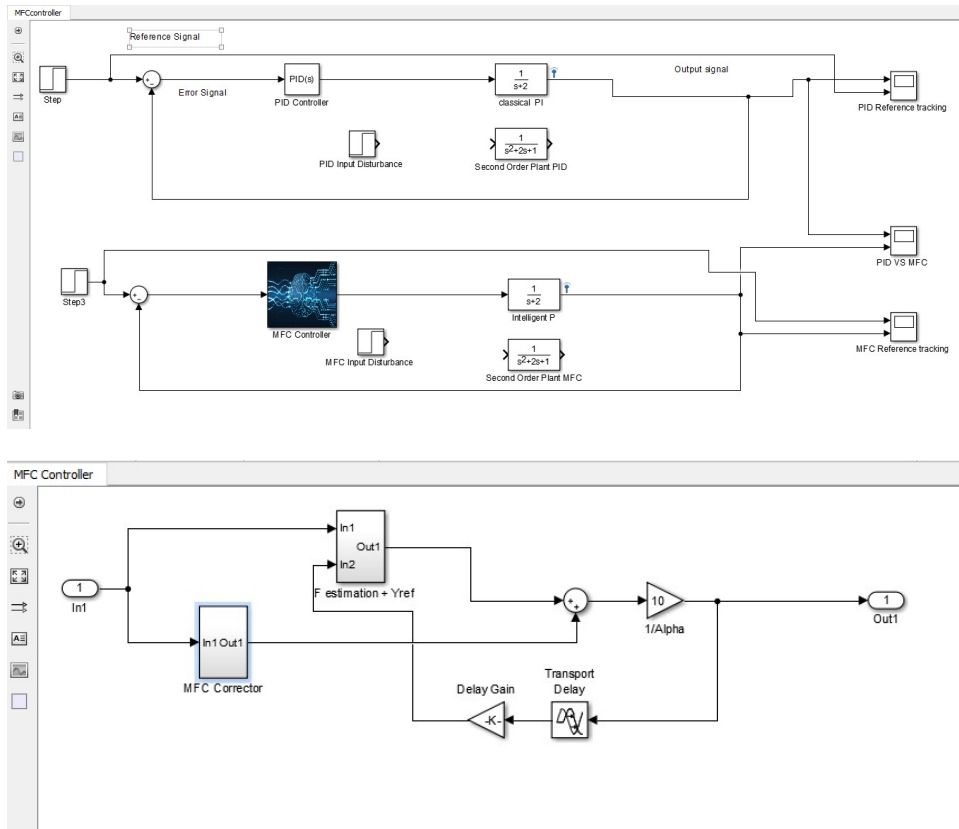 MFCcontroller
Reference Signal
Step
+
-
Error Signal
PID(s)
PID Controller
1
s+2
classical PI
Output signal
PID Reference tracking
PID Input Disturbance
1
s²+2s+1
Second Order Plant PID
PID VS MFC
Step3
+
-
MFC Controller
1
s+2
Intelligent P
MFC Reference tracking
MFC Input Disturbance
1
s²+2s+1
Second Order Plant MFC
MFC Controller
In1
Out1
In2
F estimation + Yref
1
In1
In1 Out1
MFC Corrector
+
+
10
1/Alpha
1
Out1
Delay Gain
-K-
Transport
Delay